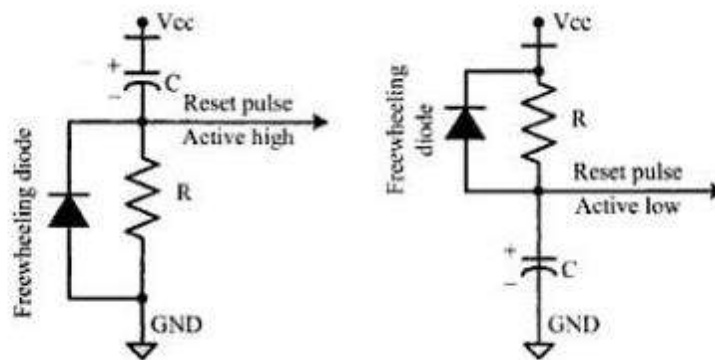 Vcc
+
C
−
Reset pulse
Active high
Freewheeling diode
R
GND
Vcc
Freewheeling
diode
R
Reset pulse
Active low
+
C
−
GND